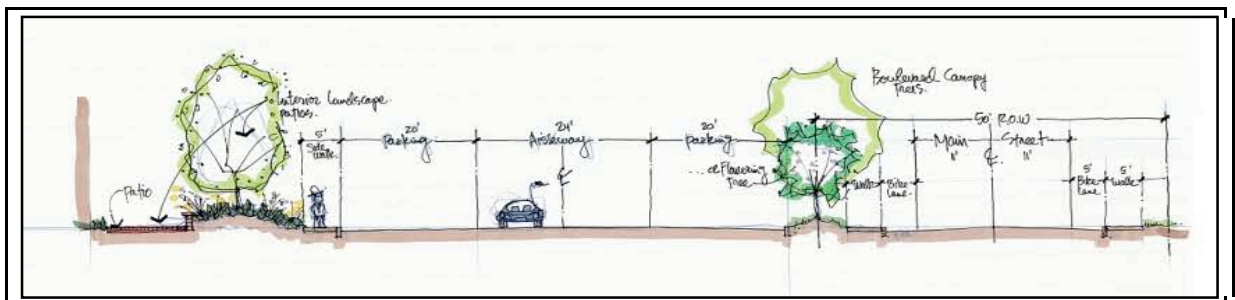 Interior Landscape
patios.
Patio
5'
Side
walk
20'
Parking
24'
Aisleway
20'
parking
Boulevard Canopy
Trees.
... & Flowering
Tree
50' R.O.W
Main Street
11' 11'
Walk
Bike
Lane
5'
Bike
Lane
5'
Walk